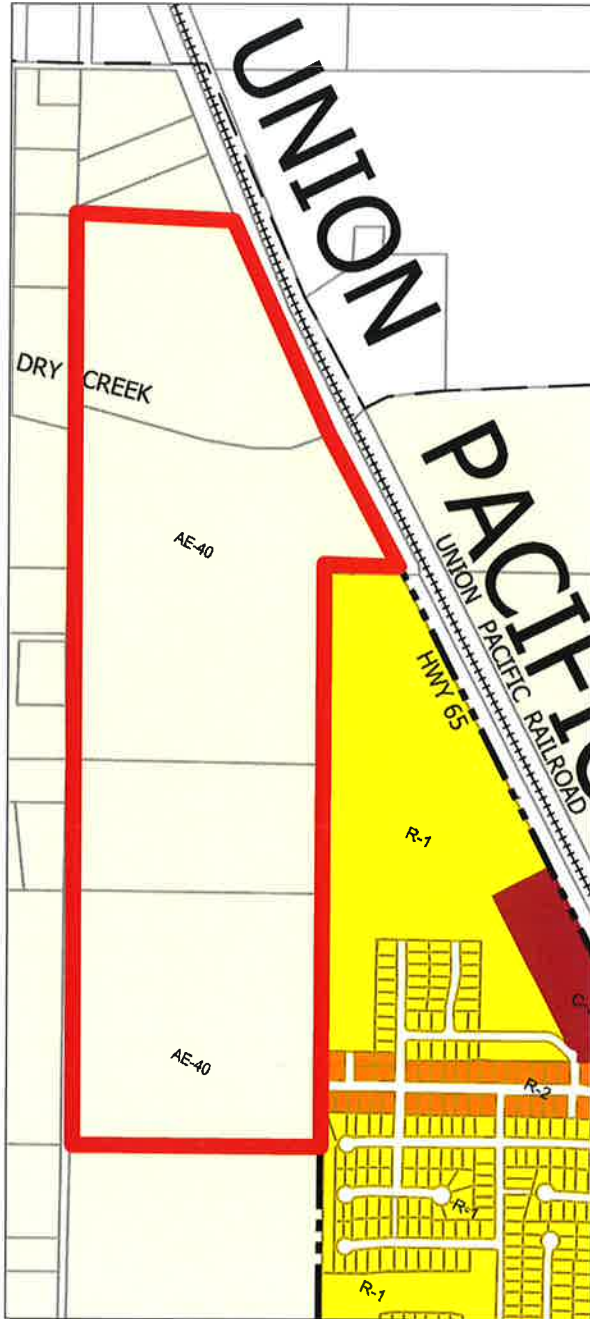 UNION
PACIFIC
DRY CREEK
AE-40
UNION PACIFIC RAILROAD
HWY 65
R-1
AE-40
R-2
R-1
R-1